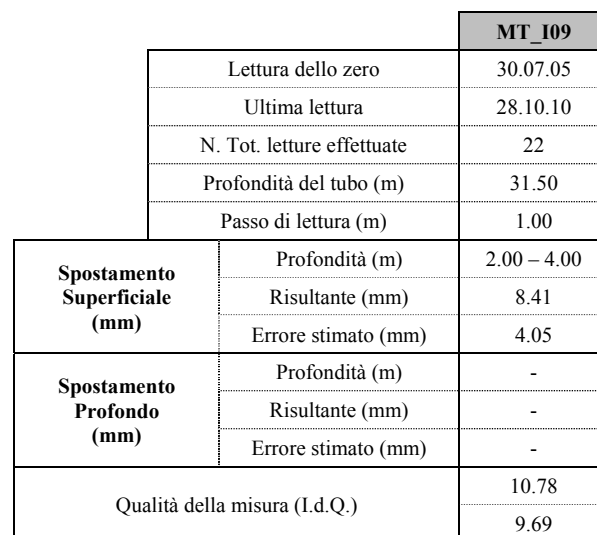 MT_I09
Lettura dello zero 30.07.05
Ultima lettura 28.10.10
N. Tot. letture effettuate 22
Profondità del tubo (m) 31.50
Passo di lettura (m) 1.00
Spostamento Superficiale (mm)
Profondità (m) 2.00 – 4.00
Risultante (mm) 8.41
Errore stimato (mm) 4.05
Spostamento Profondo (mm)
Profondità (m) -
Risultante (mm) -
Errore stimato (mm) -
Qualità della misura (I.d.Q.) 10.78
9.69